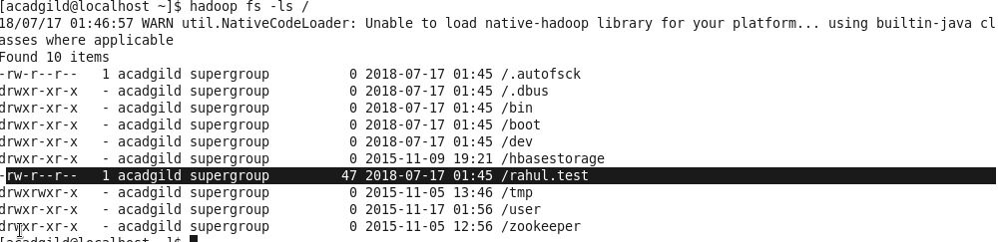 [acadgild@localhost ~]$ hadoop fs -ls /
18/07/17 01:46:57 WARN util.NativeCodeLoader: Unable to load native-hadoop library for your platform... using builtin-java cl
asses where applicable
Found 10 items
-rw-r--r--   1 acadgild supergroup          0 2018-07-17 01:45 /.autofsck
drwxr-xr-x   - acadgild supergroup          0 2018-07-17 01:45 /.dbus
drwxr-xr-x   - acadgild supergroup          0 2018-07-17 01:45 /bin
drwxr-xr-x   - acadgild supergroup          0 2018-07-17 01:45 /boot
drwxr-xr-x   - acadgild supergroup          0 2018-07-17 01:45 /dev
drwxr-xr-x   - acadgild supergroup          0 2015-11-09 19:21 /hbasestorage
-rw-r--r--   1 acadgild supergroup         47 2018-07-17 01:45 /rahul.test
drwxrwxr-x   - acadgild supergroup          0 2015-11-05 13:46 /tmp
drwxr-xr-x   - acadgild supergroup          0 2015-11-17 01:56 /user
drwxr-xr-x   - acadgild supergroup          0 2015-11-05 12:56 /zookeeper
[acadgild@localhost ~]$